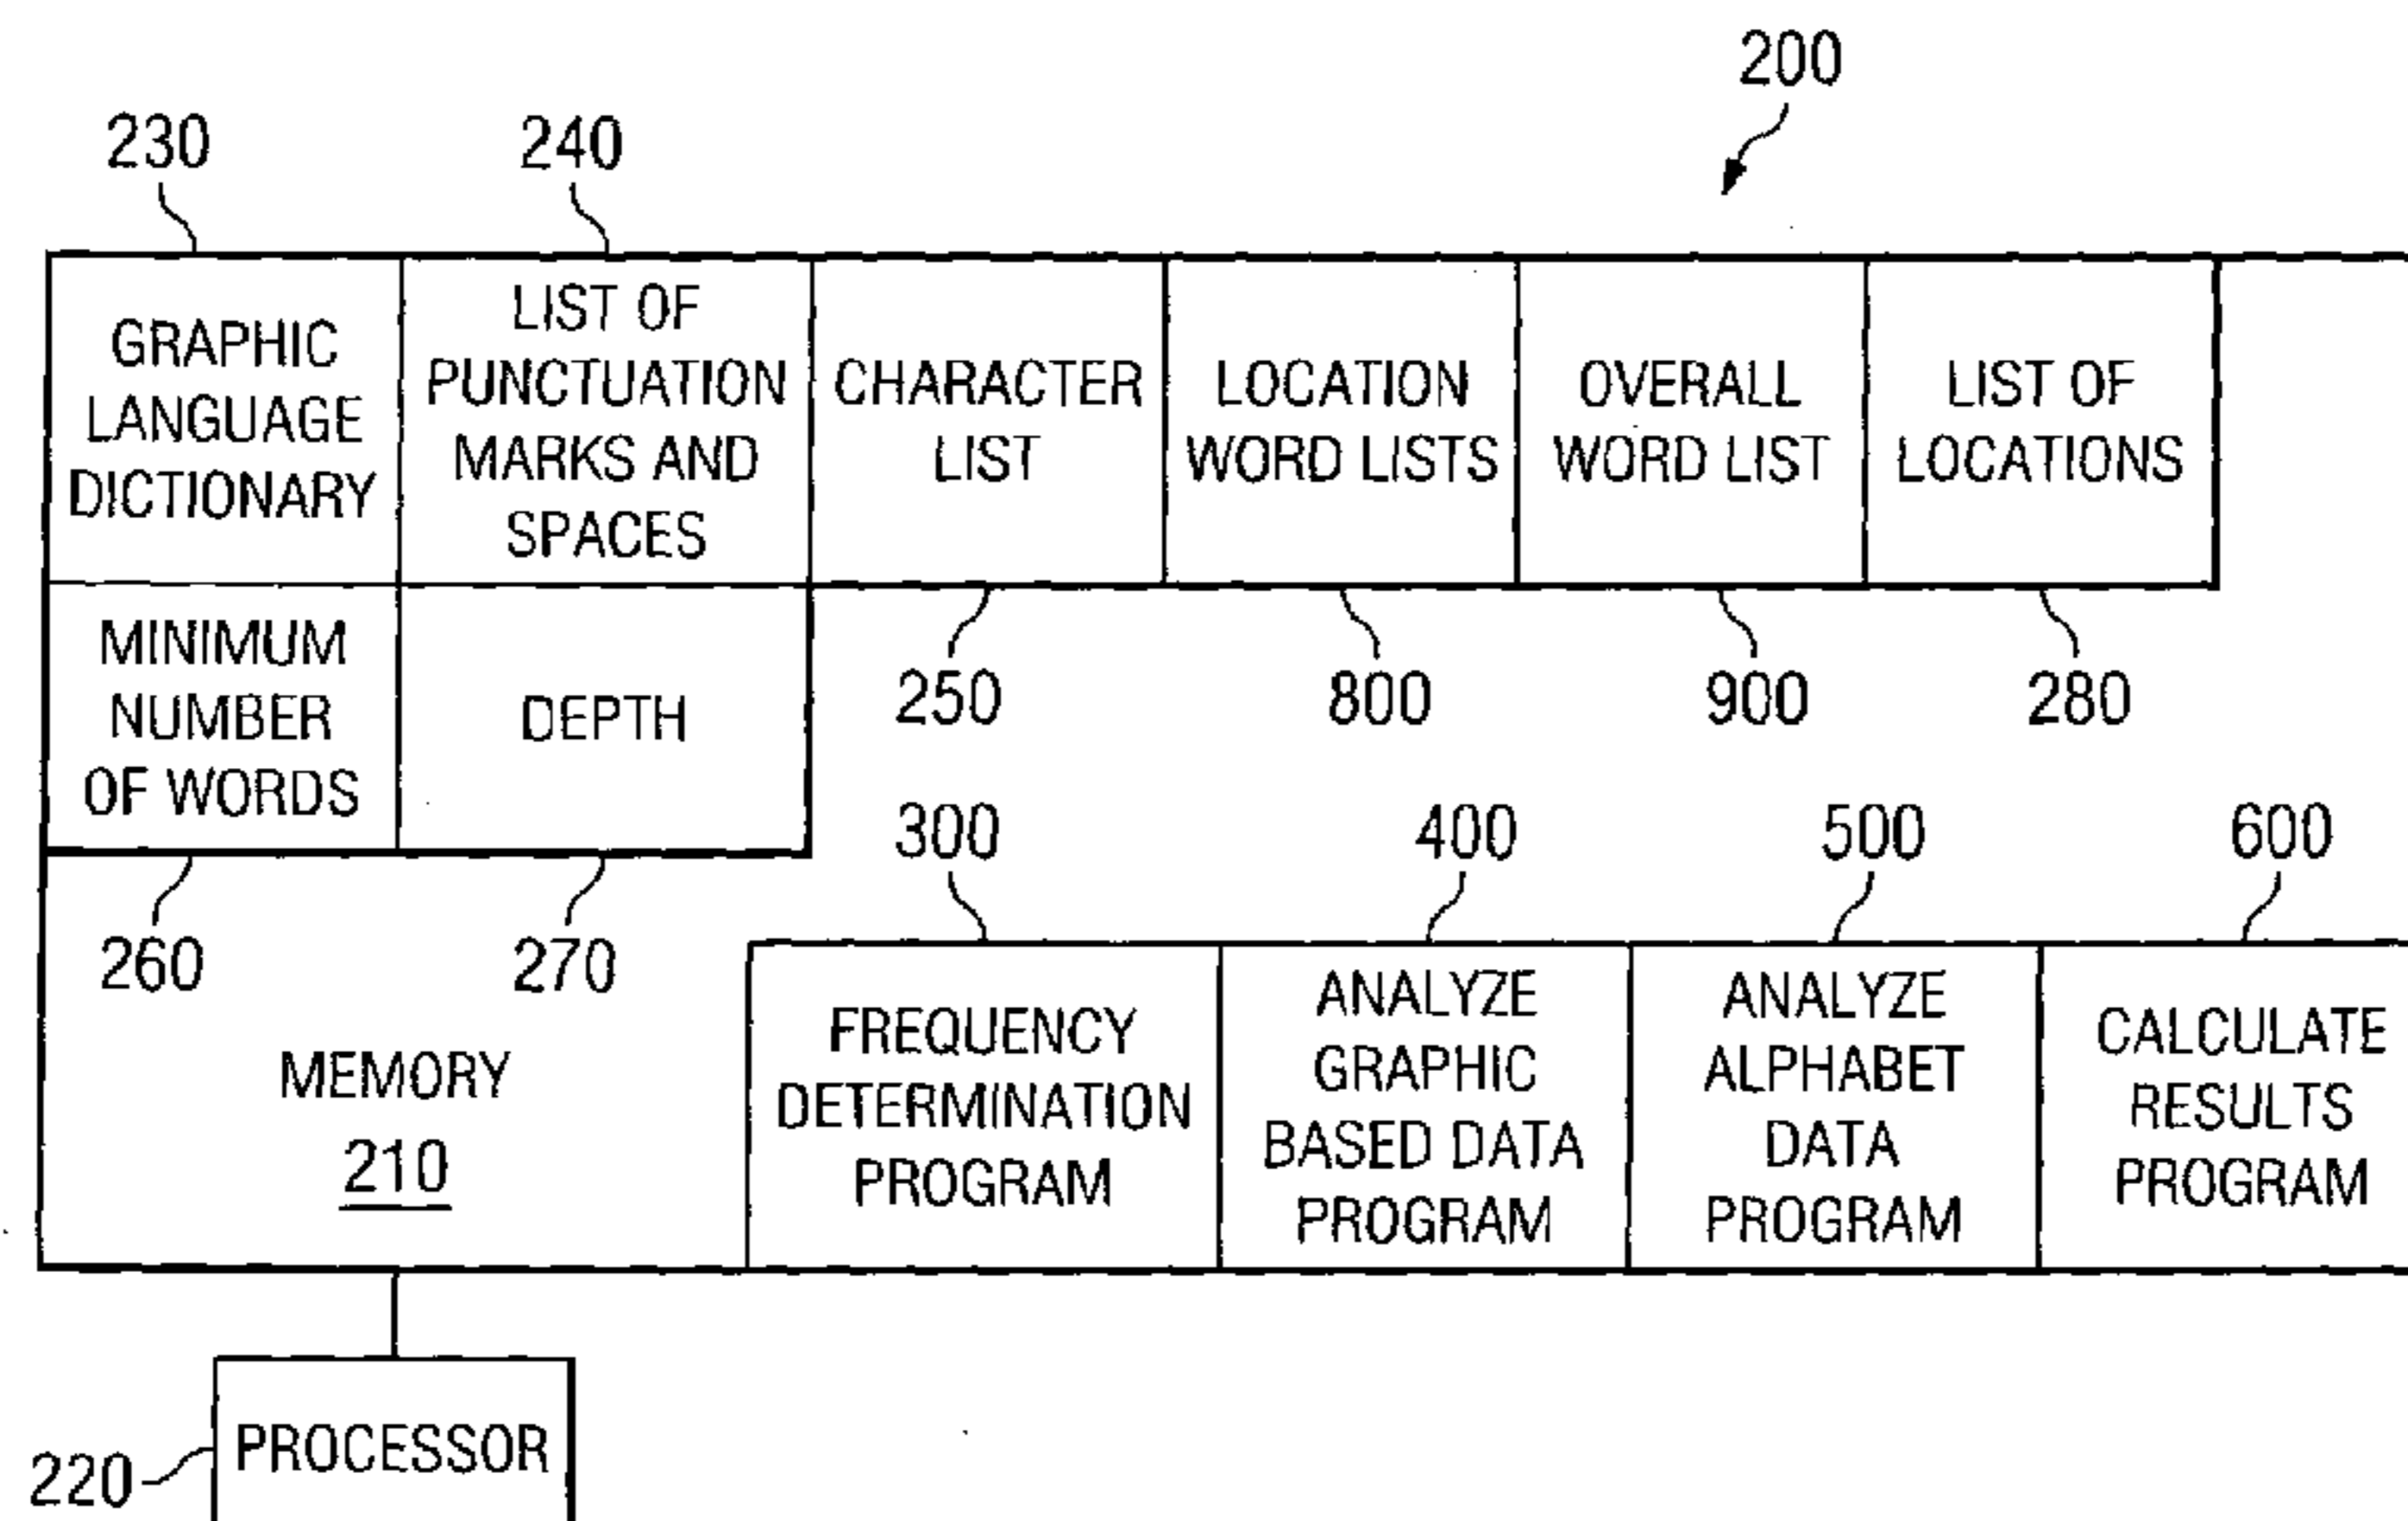 200
230
240
GRAPHIC
LANGUAGE
DICTIONARY
LIST OF
PUNCTUATION
MARKS AND
SPACES
CHARACTER
LIST
LOCATION
WORD LISTS
OVERALL
WORD LIST
LIST OF
LOCATIONS
MINIMUM
NUMBER
OF WORDS
DEPTH
250
800
900
280
260
270
300
400
500
600
MEMORY
210
FREQUENCY
DETERMINATION
PROGRAM
ANALYZE
GRAPHIC
BASED DATA
PROGRAM
ANALYZE
ALPHABET
DATA
PROGRAM
CALCULATE
RESULTS
PROGRAM
220
PROCESSOR